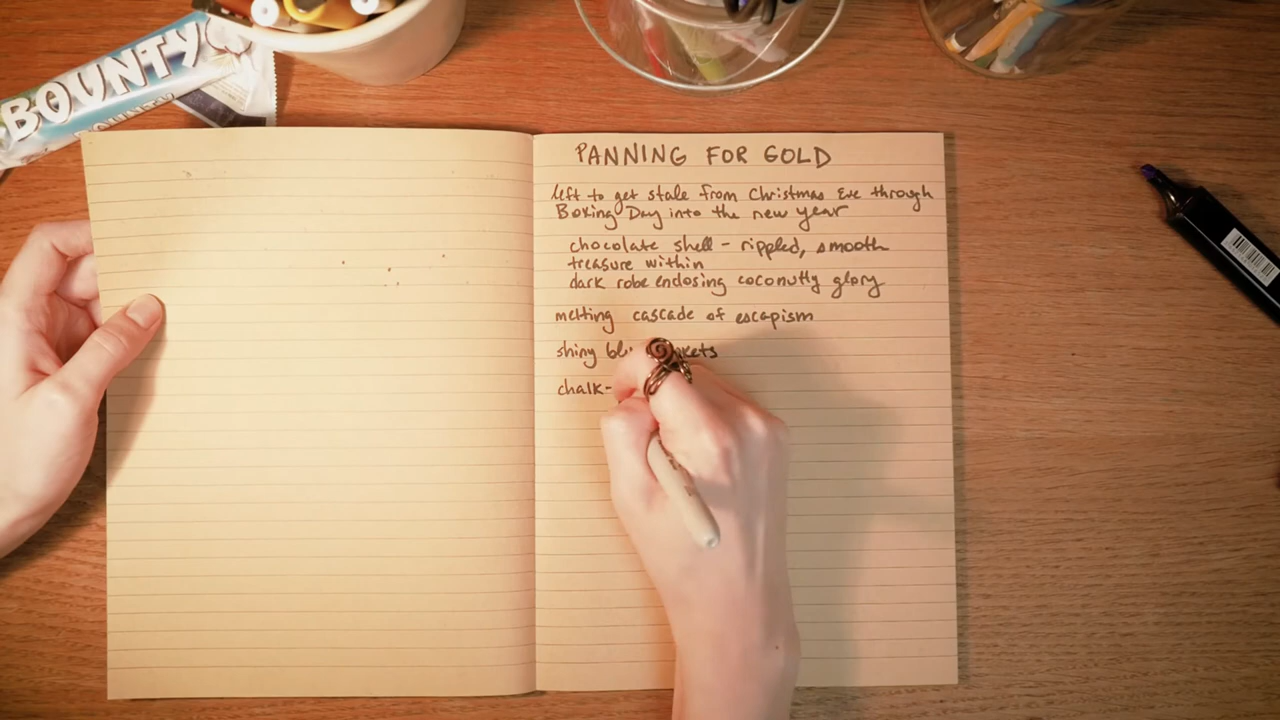 BOUNTY
BOUNTY
PANNING FOR GOLD
left to get stale from Christmas Eve through
Boxing Day into the new year
chocolate shell - rippled, smooth
treasure within
dark robe enclosing coconutty glory
melting cascade of escapism
shiny
chalk-